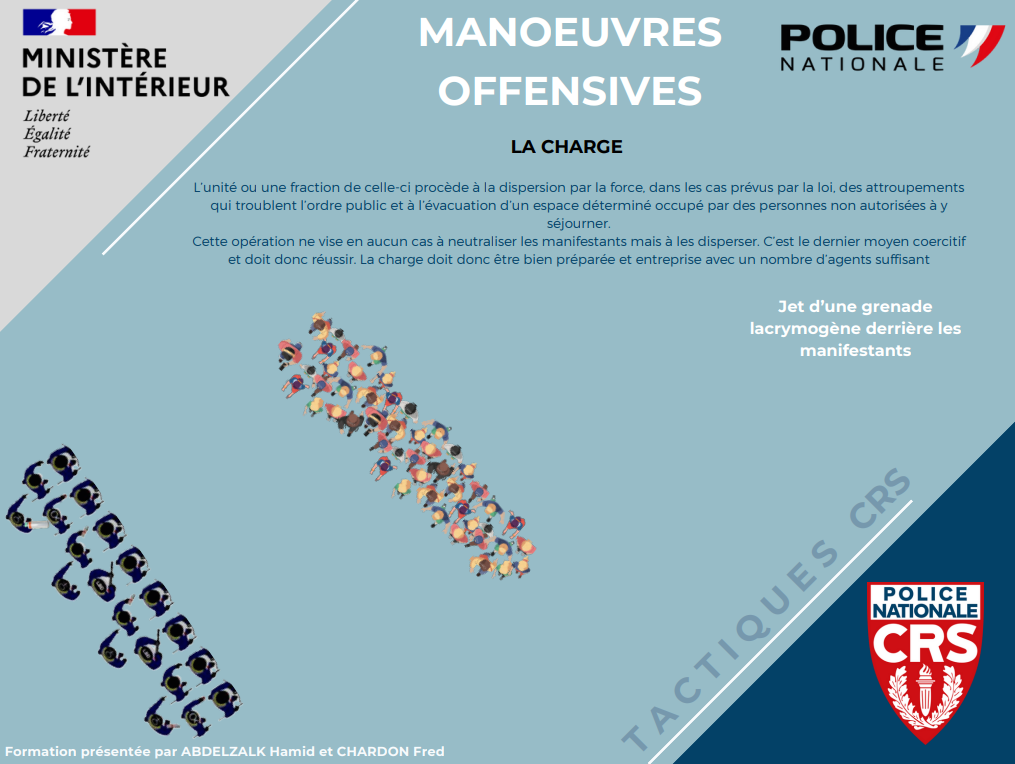 MINISTÈRE
DE L'INTÉRIEUR
Liberté
Égalité
Fraternité
MANOEUVRES
OFFENSIVES
POLICE
NATIONALE
LA CHARGE
L'unité ou une fraction de celle-ci procède à la dispersion par la force, dans les cas prévus par la loi, des attroupements
qui troublent l'ordre public et à l'évacuation d'un espace déterminé occupé par des personnes non autorisées à y
séjourner.
Cette opération ne vise en aucun cas à neutraliser les manifestants mais à les disperser. C'est le dernier moyen coercitif
et doit donc réussir. La charge doit donc être bien préparée et entreprise avec un nombre d'agents suffisant
Jet d'une grenade
lacrymogène derrière les
manifestants
TACTIQUES CRS
POLICE
NATIONALE
CRS
Formation présentée par ABDELZALK Hamid et CHARDON Fred